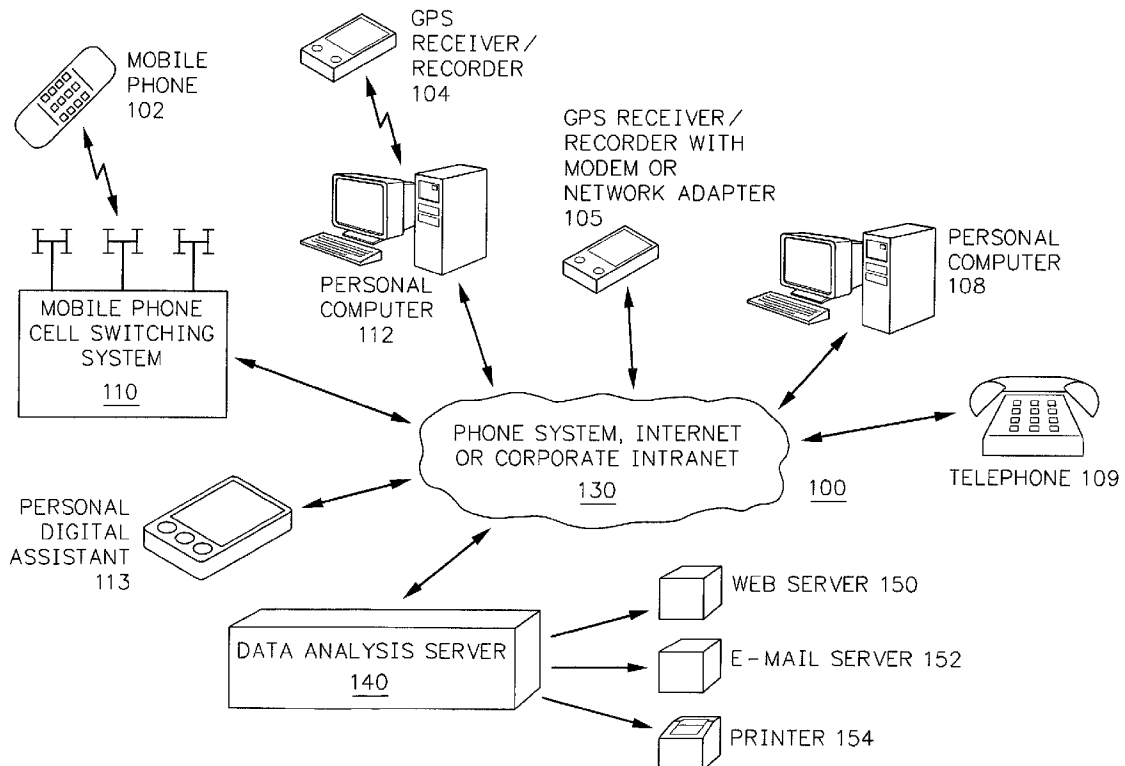 MOBILE
PHONE
102
GPS
RECEIVER/
RECORDER
104
GPS RECEIVER/
RECORDER WITH
MODEM OR
NETWORK ADAPTER
105
PERSONAL
COMPUTER
108
PERSONAL
COMPUTER
112
MOBILE PHONE
CELL SWITCHING
SYSTEM
110
PHONE SYSTEM, INTERNET
OR CORPORATE INTRANET
130
100
TELEPHONE 109
PERSONAL
DIGITAL
ASSISTANT
113
DATA ANALYSIS SERVER
140
WEB SERVER 150
E-MAIL SERVER 152
PRINTER 154